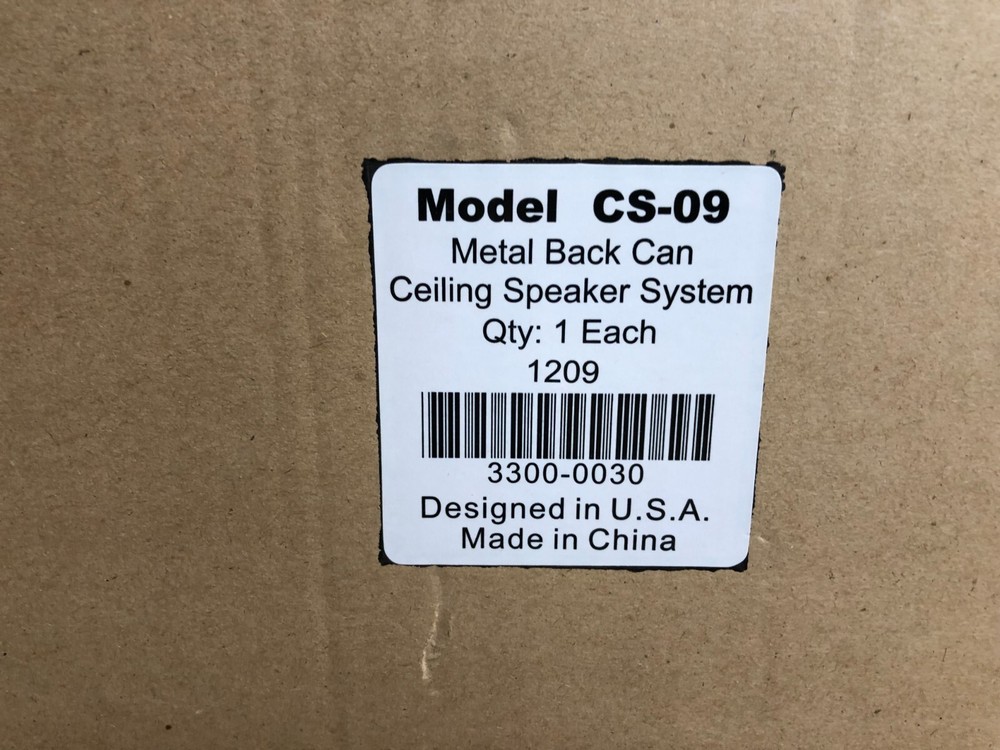 Model CS-09
Metal Back Can
Ceiling Speaker System
Qty: 1 Each
1209
3300-0030
Designed in U.S.A.
Made in China